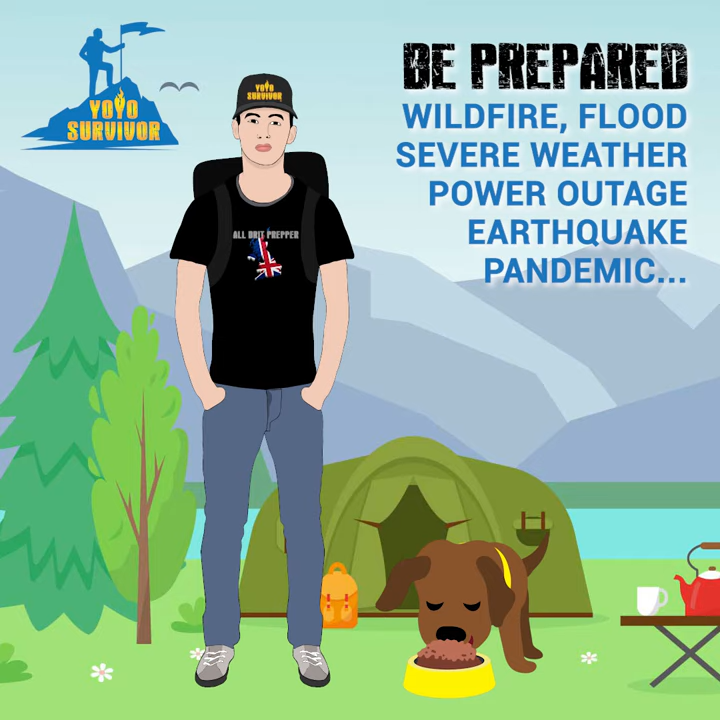 YOYO
SURVIVOR
BE PREPARED
WILDFIRE, FLOOD
SEVERE WEATHER
POWER OUTAGE
EARTHQUAKE
PANDEMIC...
YOYO
SURVIVOR
ALL BRIT PREPPER